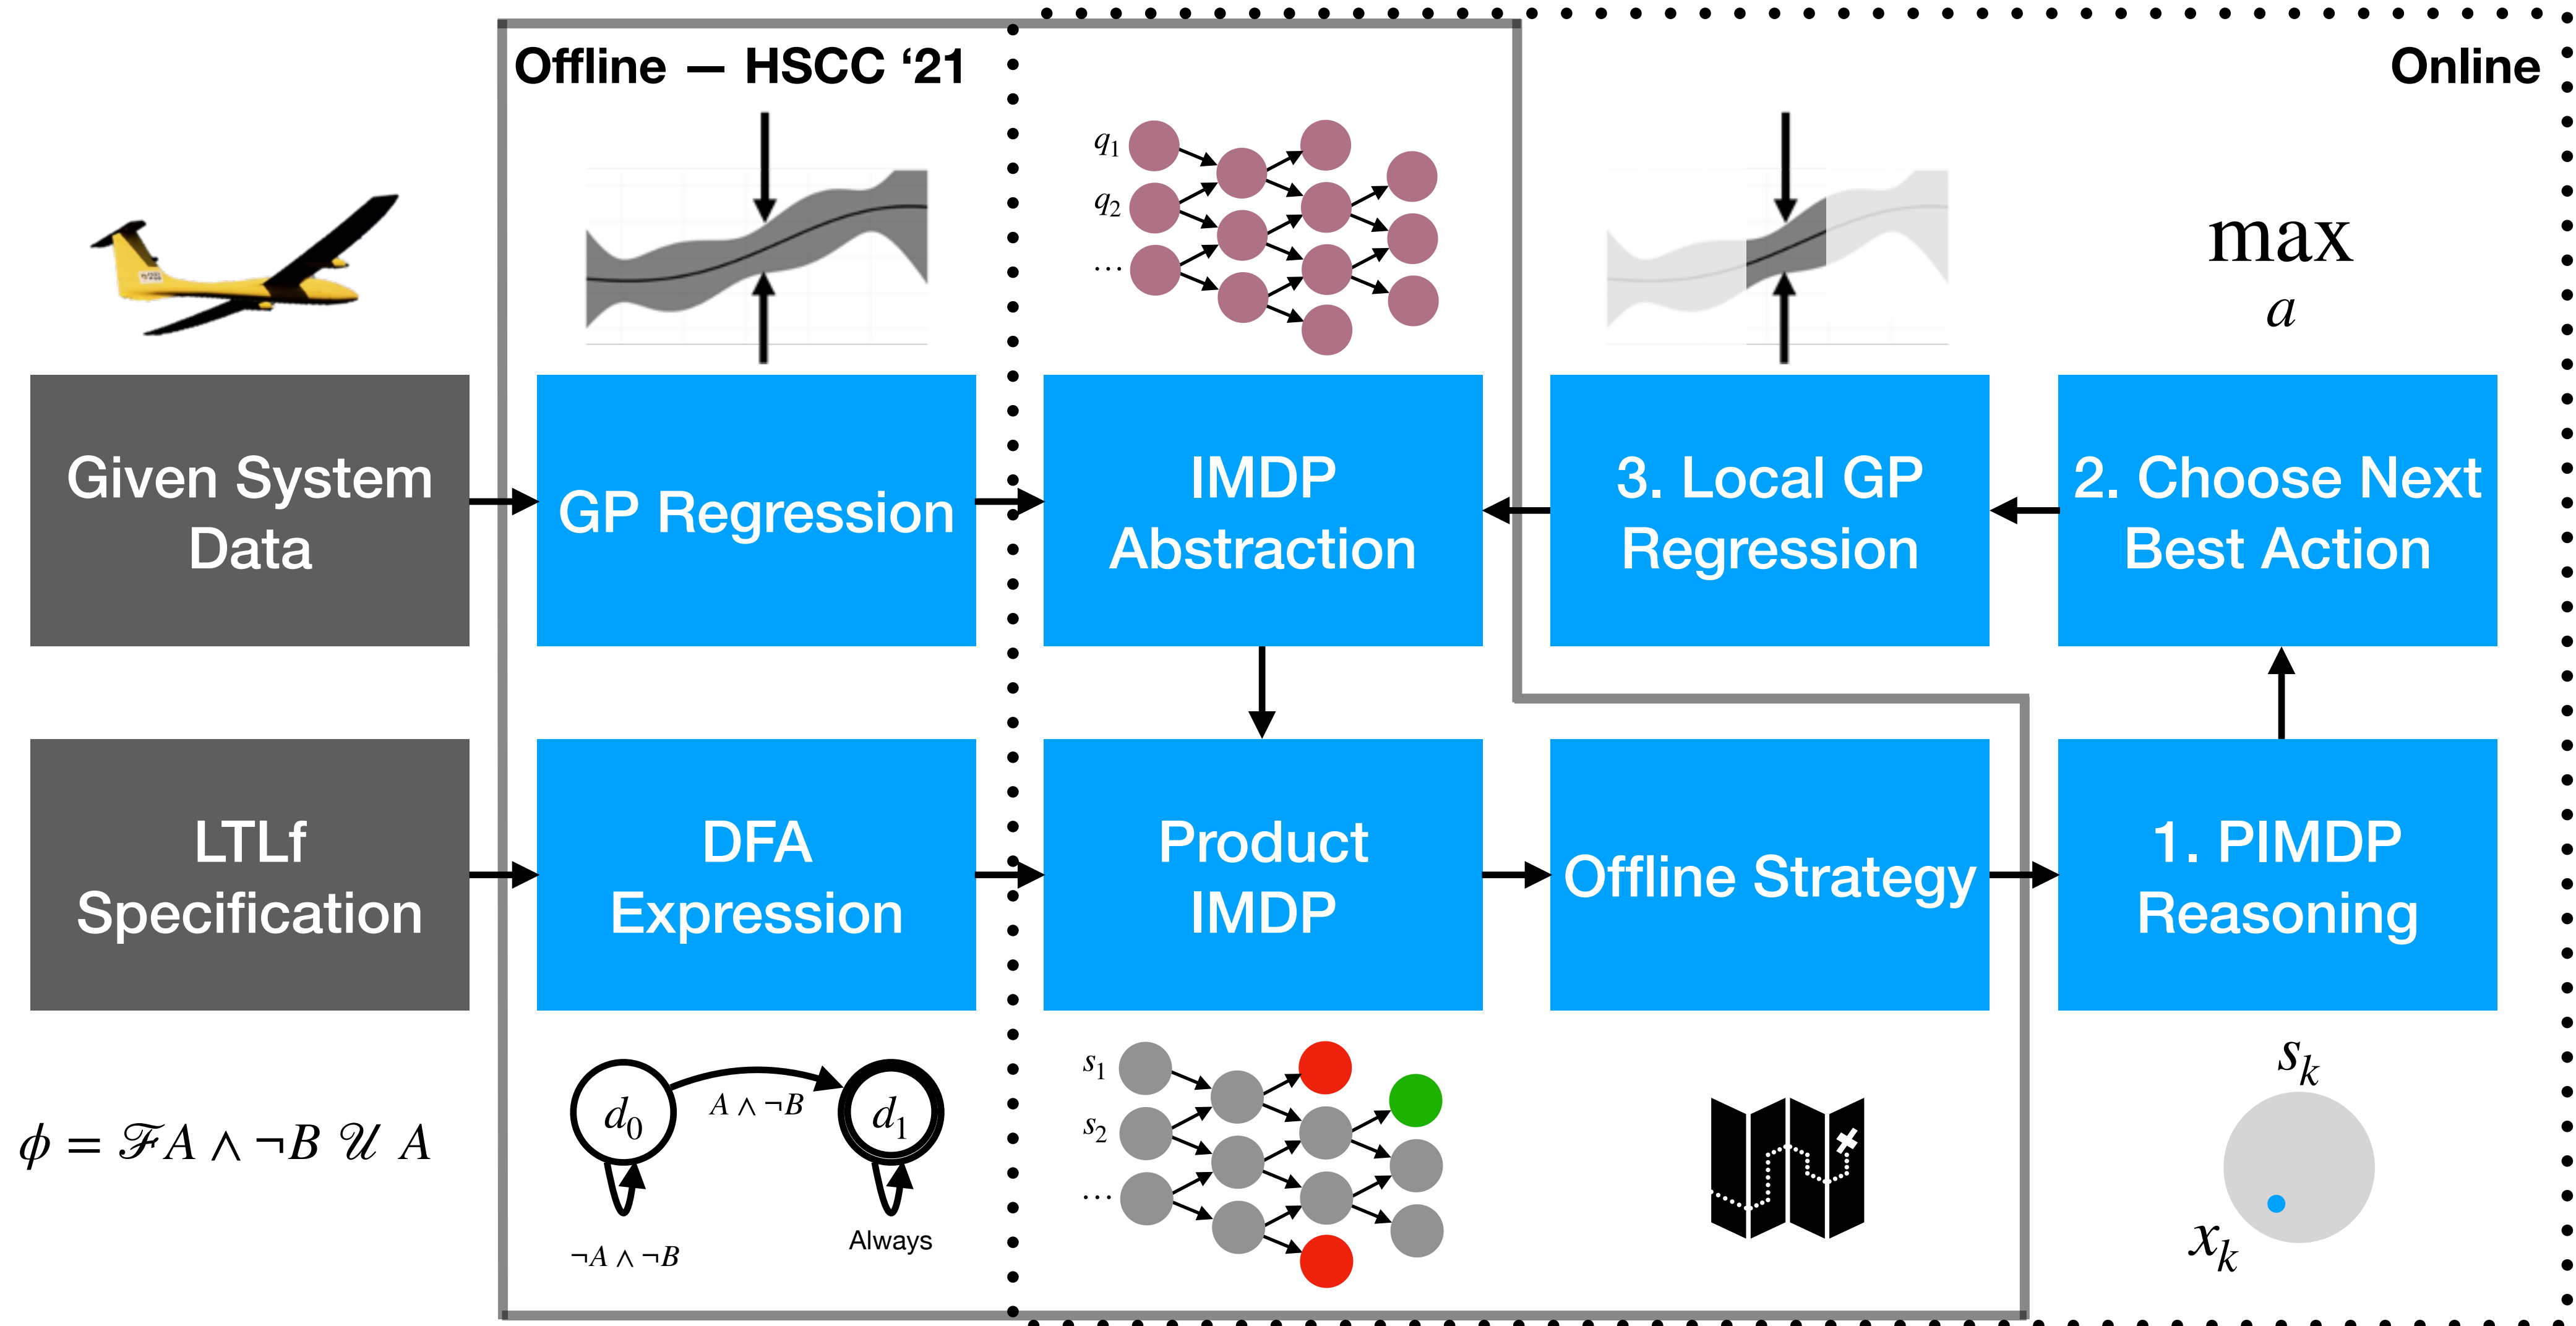 Offline — HSCC ‘21
Online
q₁
q₂
...
max
a
Given System
Data
GP Regression
IMDP
Abstraction
3. Local GP
Regression
2. Choose Next
Best Action
LTLf
Specification
DFA
Expression
Product
IMDP
Offline Strategy
1. PIMDP
Reasoning
ϕ = ℱA ∧ ¬B 𝒰 A
d₀
A ∧ ¬B
d₁
¬A ∧ ¬B
Always
s₁
s₂
...
sₖ
xₖ